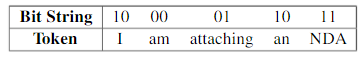 Bit String 10 00 01 10 11
Token I am attaching an NDA